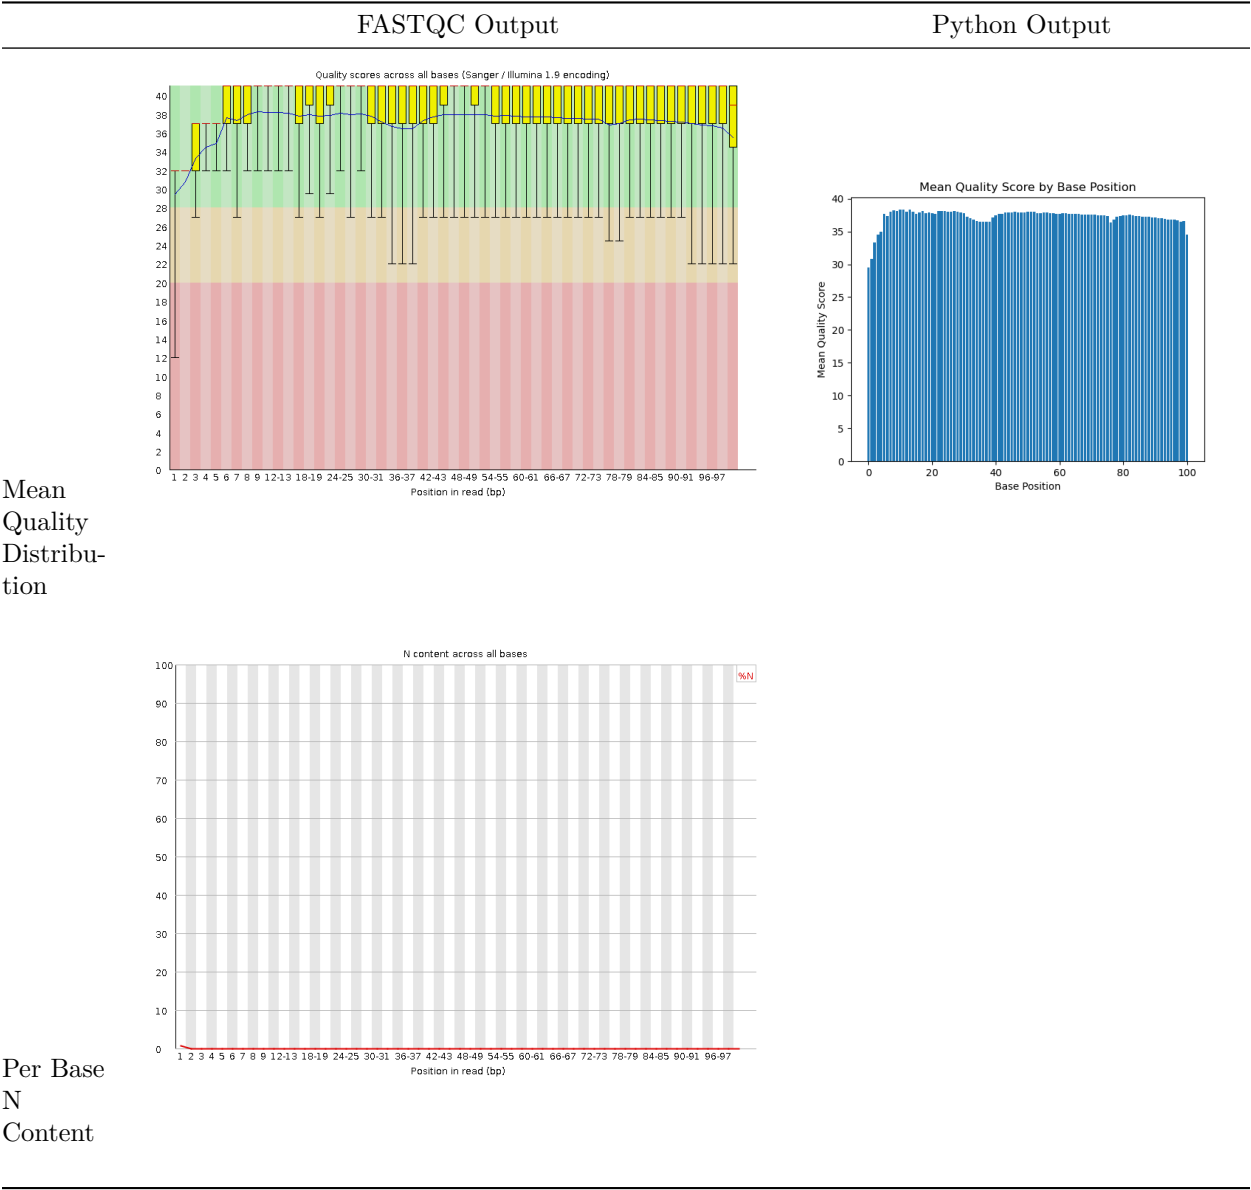 FASTQC Output
Python Output
Quality scores across all bases (Sanger / Illumina 1.9 encoding)
40
38
36
34
32
30
28
26
24
22
20
18
16
14
12
10
8
6
4
2
0
1 2 3 4 5 6 7 8 9 12-13 18-19 24-25 30-31 36-37 42-43 48-49 54-55 60-61 66-67 72-73 78-79 84-85 90-91 96-97
Position in read (bp)
Mean Quality Score by Base Position
Mean Quality Score
40
35
30
25
20
15
10
5
0
0 20 40 60 80 100
Base Position
Mean
Quality
Distribu-
tion
N content across all bases
%N
100
90
80
70
60
50
40
30
20
10
0
1 2 3 4 5 6 7 8 9 12-13 18-19 24-25 30-31 36-37 42-43 48-49 54-55 60-61 66-67 72-73 78-79 84-85 90-91 96-97
Position in read (bp)
Per Base
N
Content